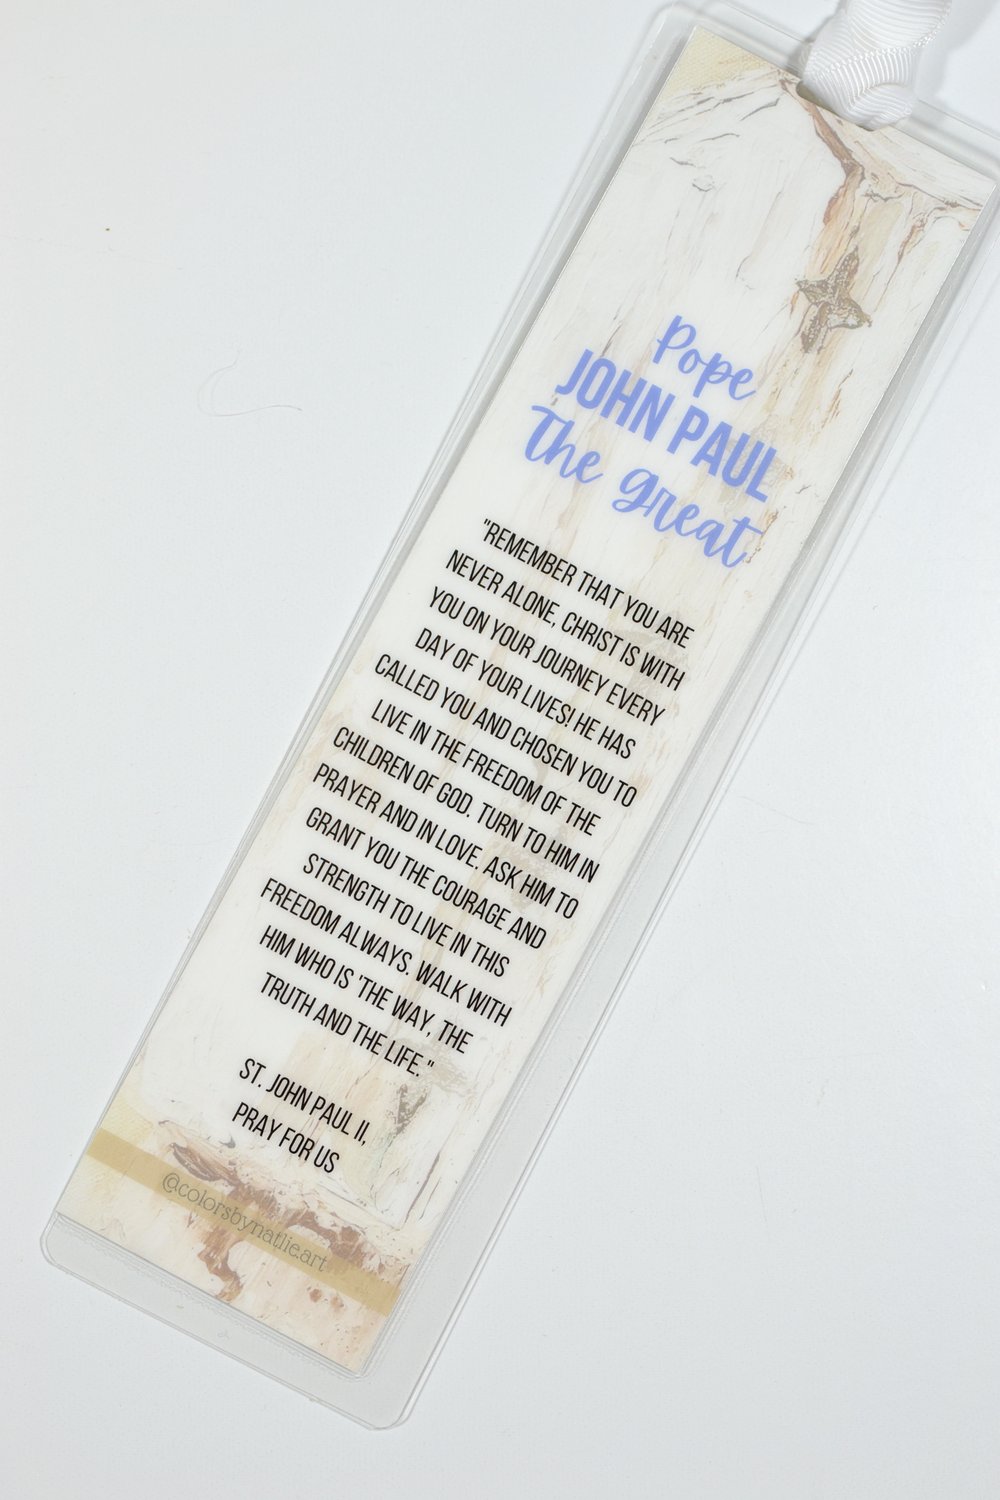 Pope
JOHN PAUL
The great
"REMEMBER THAT YOU ARE
NEVER ALONE, CHRIST IS WITH
YOU ON YOUR JOURNEY EVERY
DAY OF YOUR LIVES! HE HAS
CALLED YOU AND CHOSEN YOU TO
LIVE IN THE FREEDOM OF THE
CHILDREN OF GOD. TURN TO HIM IN
PRAYER AND IN LOVE. ASK HIM TO
GRANT YOU THE COURAGE AND
STRENGTH TO LIVE IN THIS
FREEDOM ALWAYS. WALK WITH
HIM WHO IS 'THE WAY, THE
TRUTH AND THE LIFE."
ST. JOHN PAUL II,
PRAY FOR US
@colorsbynatlie.art